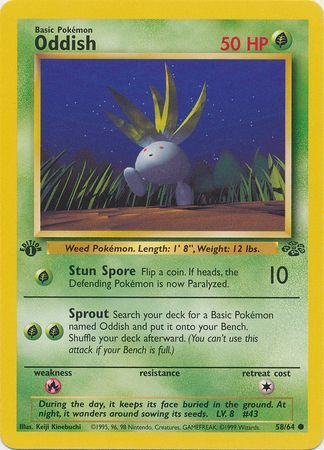 Basic Pokémon
Oddish
50 HP
EDITION
1
Weed Pokémon. Length: 1' 8", Weight: 12 lbs.
Stun Spore Flip a coin. If heads, the
Defending Pokémon is now Paralyzed.
10
Sprout Search your deck for a Basic Pokémon
named Oddish and put it onto your Bench.
Shuffle your deck afterward. (You can't use this
attack if your Bench is full.)
weakness
resistance
retreat cost
During the day, it keeps its face buried in the ground. At
night, it wanders around sowing its seeds. LV. 8 #43
Illus. Keiji Kinebuchi
©1995, 96, 98 Nintendo, Creatures, GAMEFREAK. ©1999 Wizards.
58/64